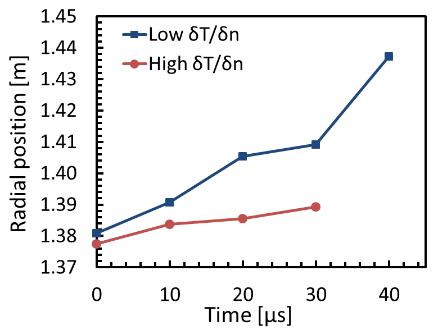 1.45
1.44
1.43
1.42
1.41
1.40
1.39
1.38
1.37
Radial position [m]
Low δT/δn
High δT/δn
0 10 20 30 40
Time [µs]